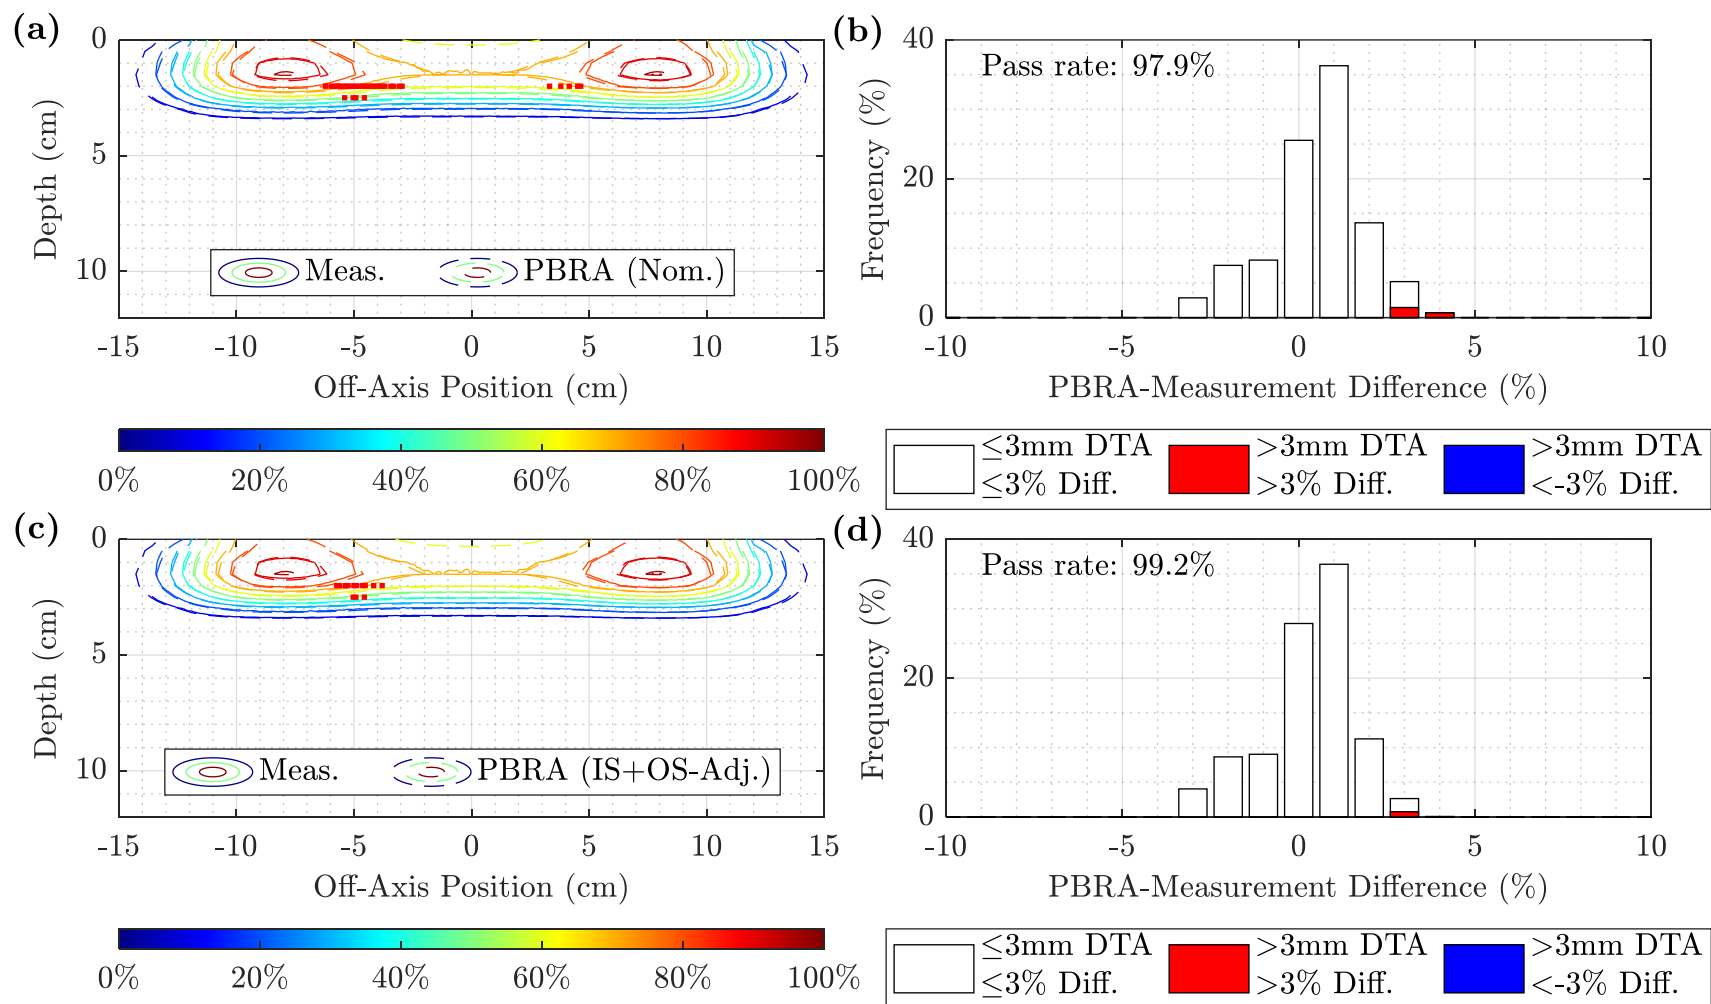 (a)
0
5
10
Depth (cm)
Meas.
PBRA (Nom.)
-15 -10 -5 0 5 10 15
Off-Axis Position (cm)
0% 20% 40% 60% 80% 100%
(b)
40
20
0
Frequency (%)
Pass rate: 97.9%
-10 -5 0 5 10
PBRA-Measurement Difference (%)
≤3mm DTA >3mm DTA >3mm DTA
≤3% Diff. >3% Diff. <-3% Diff.
(c)
0
5
10
Depth (cm)
Meas.
PBRA (IS+OS-Adj.)
-15 -10 -5 0 5 10 15
Off-Axis Position (cm)
0% 20% 40% 60% 80% 100%
(d)
40
20
0
Frequency (%)
Pass rate: 99.2%
-10 -5 0 5 10
PBRA-Measurement Difference (%)
≤3mm DTA >3mm DTA >3mm DTA
≤3% Diff. >3% Diff. <-3% Diff.